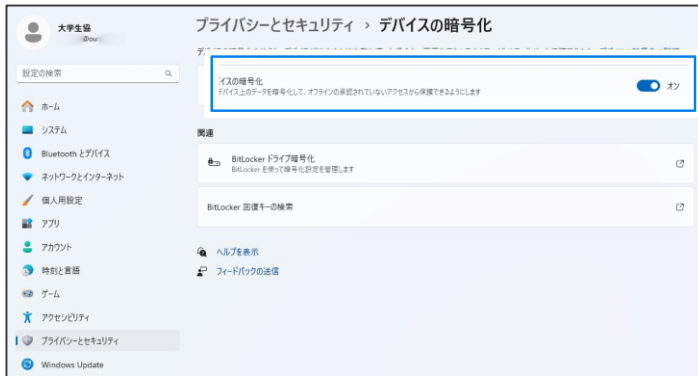 大学生協
プライバシーとセキュリティ › デバイスの暗号化
設定の検索
イスの暗号化
デバイス上のデータを暗号化して、オフラインの承認されていないアクセスから保護できるようにします
オン
ホーム
システム
Bluetooth とデバイス
ネットワークとインターネット
個人用設定
アプリ
アカウント
時刻と言語
ゲーム
アクセシビリティ
プライバシーとセキュリティ
Windows Update
関連
BitLocker ドライブ暗号化
BitLocker を使って暗号化設定を管理します
BitLocker 回復キーの検索
ヘルプを表示
フィードバックの送信